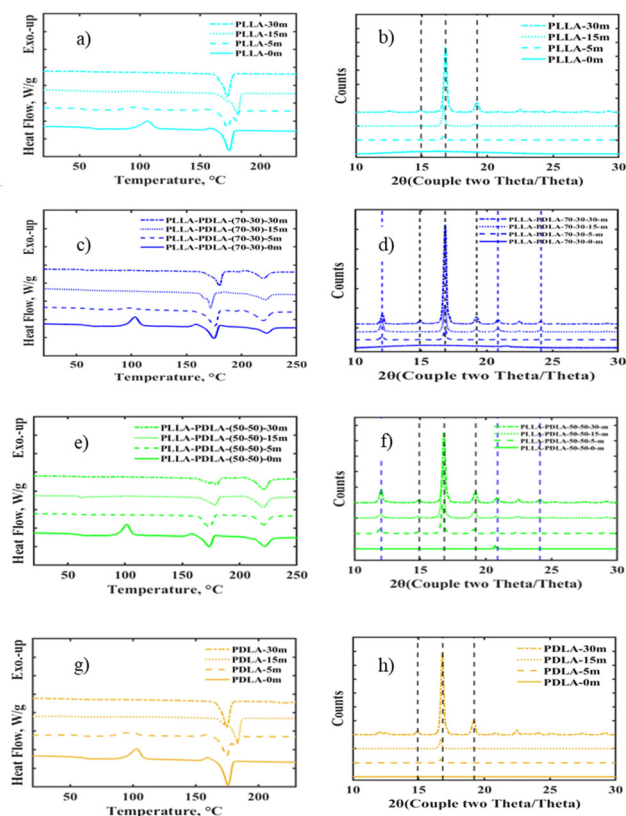 a)
PLLA-30m
PLLA-15m
PLLA-5m
PLLA-0m
Heat Flow, W/g Exo.-up
100 150 200
Temperature, °C
b)
PLLA-30m
PLLA-15m
PLLA-5m
PLLA-0m
Counts
10 15 20 25 30
2θ(Couple two Theta/Theta)
c)
PLLA-PDLA-(70-30)-30m
PLLA-PDLA-(70-30)-15m
PLLA-PDLA-(70-30)-5m
PLLA-PDLA-(70-30)-0m
Heat Flow, W/g Exo.-up
50 100 150 200 250
Temperature, °C
d)
PLLA-PDLA-70-30-30-m
PLLA-PDLA-70-30-15-m
PLLA-PDLA-70-30-5-m
PLLA-PDLA-70-30-0-m
Counts
10 15 20 25 30
2θ(Couple two Theta/Theta)
e)
PLLA-PDLA-(50-50)-30m
PLLA-PDLA-(50-50)-15m
PLLA-PDLA-(50-50)-5m
PLLA-PDLA-(50-50)-0m
Heat Flow, W/g Exo.-up
50 100 150 200 250
Temperature, °C
f)
PLLA-PDLA-50-50-30-m
PLLA-PDLA-50-50-15-m
PLLA-PDLA-50-50-5-m
PLLA-PDLA-50-50-0-m
Counts
10 15 20 25 30
2θ(Couple two Theta/Theta)
g)
PDLA-30m
PDLA-15m
PDLA-5m
PDLA-0m
Heat Flow, W/g Exo.-up
50 100 150 200
Temperature, °C
h)
PDLA-30m
PDLA-15m
PDLA-5m
PDLA-0m
Counts
10 15 20 25 30
2θ(Couple two Theta/Theta)